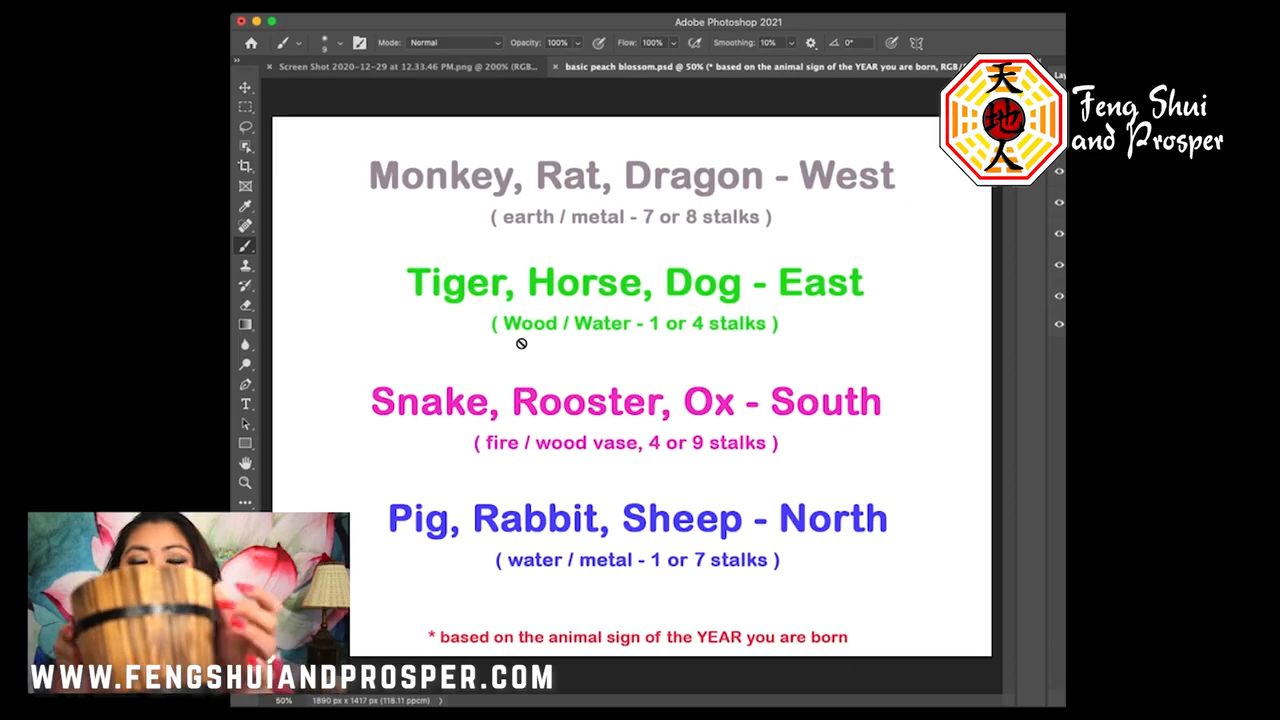 Adobe Photoshop 2021
9
Mode: Normal
Opacity: 100%
Flow: 100%
Smoothing: 10%
0°
Screen Shot 2020-12-29 at 12.33.46 PM.png @ 200% (RGB...
basic peach blossom.psd @ 50% (* based on the animal sign of the YEAR you are born, RGB/
La
天
地
人
Feng Shui
and Prosper
Monkey, Rat, Dragon - West
( earth / metal - 7 or 8 stalks )
Tiger, Horse, Dog - East
( Wood / Water - 1 or 4 stalks )
Snake, Rooster, Ox - South
( fire / wood vase, 4 or 9 stalks )
Pig, Rabbit, Sheep - North
( water / metal - 1 or 7 stalks )
* based on the animal sign of the YEAR you are born
WWW.FENGSHUIANDPROSPER.COM
50%
1890 px x 1417 px (118.11 ppcm)